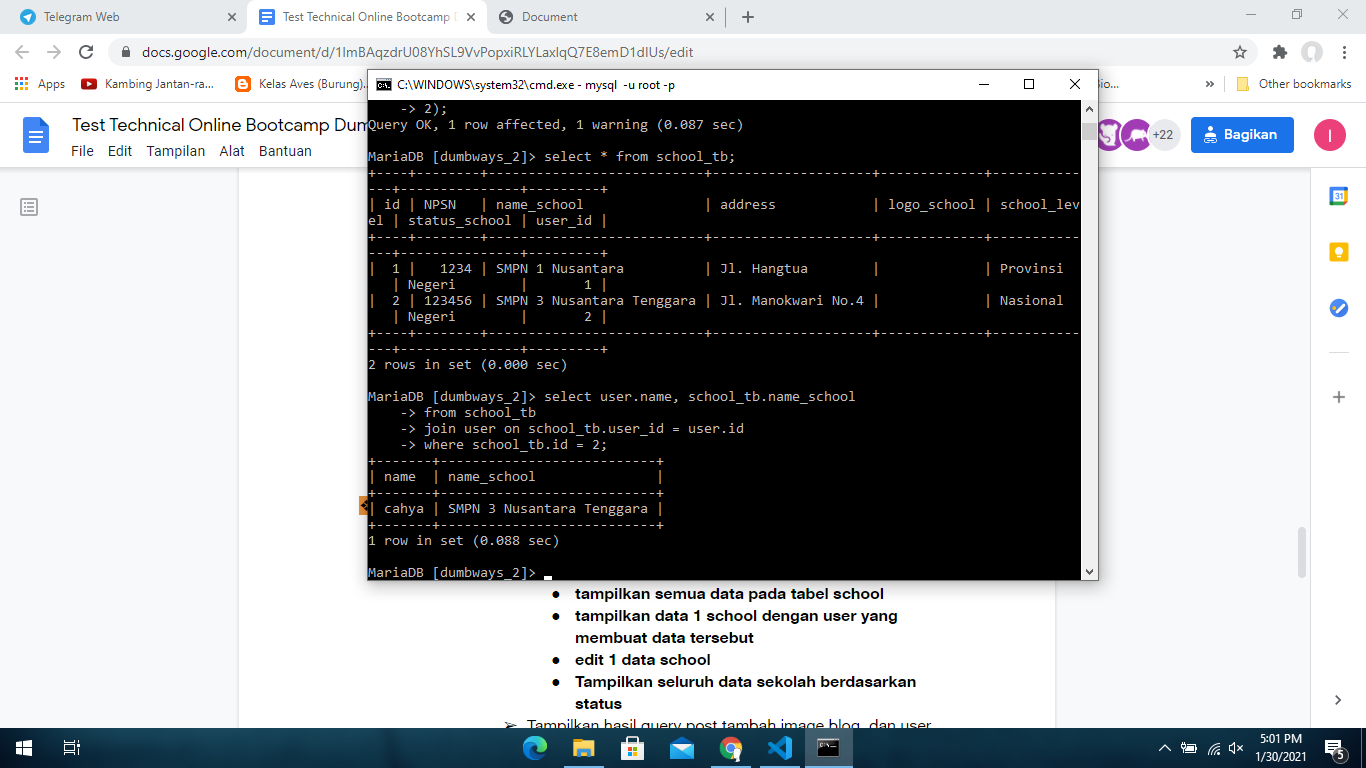 Telegram Web
Test Technical Online Bootcamp
Document
docs.google.com/document/d/1ImBAqzdrU08YhSL9VvPopxiRLYLaxIqQ7E8emD1dIUs/edit
Apps
Kambing Jantan-ra...
Kelas Aves (Burung)...
Other bookmarks
C:\WINDOWS\system32\cmd.exe - mysql -u root -p
Test Technical Online Bootcamp Dum
File Edit Tampilan Alat Bantuan
+22
Bagikan
I
31
-> 2);
Query OK, 1 row affected, 1 warning (0.087 sec)
MariaDB [dumbways_2]> select * from school_tb;
+----+--------+--------------------------+--------------------+-------------+-----------
---+---------------+---------+
| id | NPSN   | name_school              | address            | logo_school | school_lev
el | status_school | user_id |
+----+--------+--------------------------+--------------------+-------------+-----------
---+---------------+---------+
|  1 |   1234 | SMPN 1 Nusantara         | Jl. Hangtua        |             | Provinsi
   | Negeri        |       1 |
|  2 | 123456 | SMPN 3 Nusantara Tenggara | Jl. Manokwari No.4 |             | Nasional
   | Negeri        |       2 |
+----+--------+--------------------------+--------------------+-------------+-----------
---+---------------+---------+
2 rows in set (0.000 sec)
MariaDB [dumbways_2]> select user.name, school_tb.name_school
-> from school_tb
-> join user on school_tb.user_id = user.id
-> where school_tb.id = 2;
+-------+---------------------------+
| name  | name_school               |
+-------+---------------------------+
| cahya | SMPN 3 Nusantara Tenggara |
+-------+---------------------------+
1 row in set (0.088 sec)
MariaDB [dumbways_2]>
● tampilkan semua data pada tabel school
● tampilkan data 1 school dengan user yang
membuat data tersebut
● edit 1 data school
● Tampilkan seluruh data sekolah berdasarkan
status
➢ Tampilkan hasil query post tambah image blog, dan user
5:01 PM
1/30/2021
5